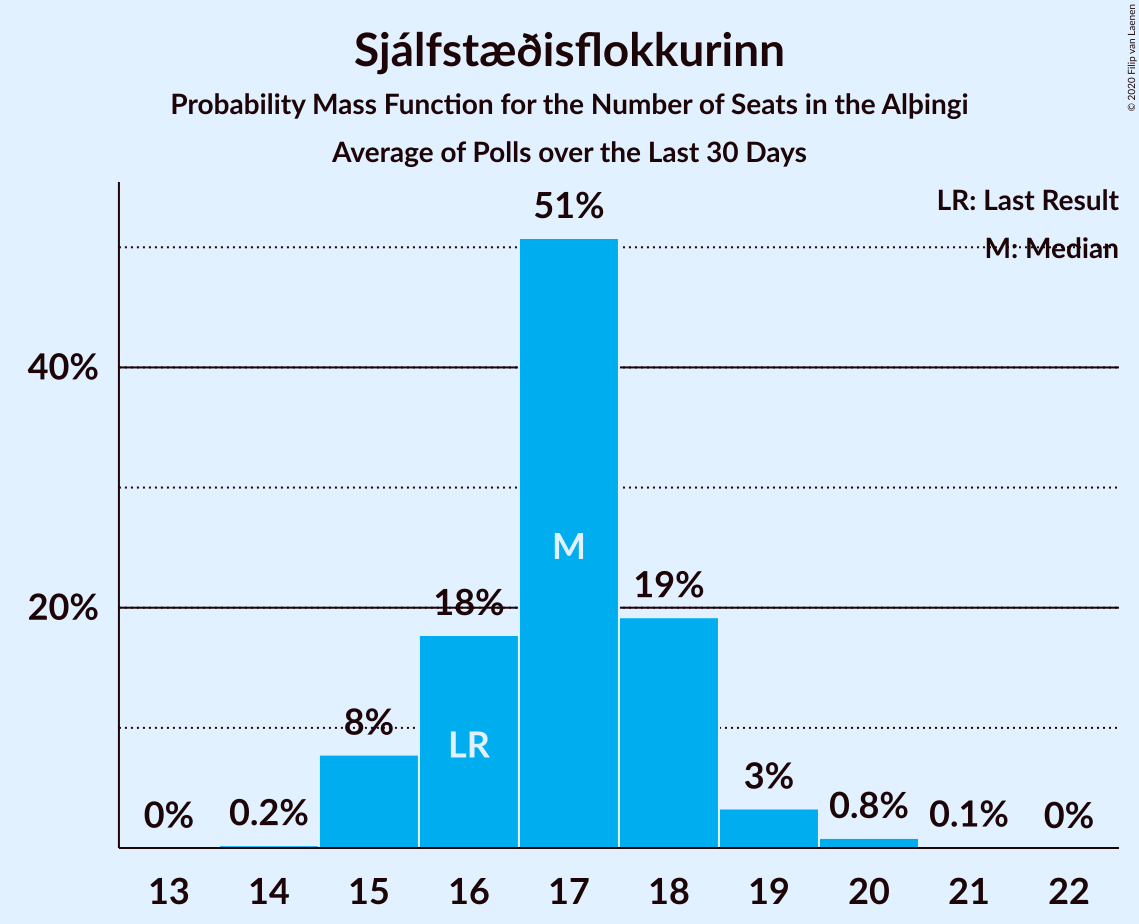 Sjálfstæðisflokkurinn
Probability Mass Function for the Number of Seats in the Alþingi
Average of Polls over the Last 30 Days
© 2020 Filip van Laenen
LR: Last Result
M: Median
51%
40%
M
19%
20%
18%
8%
LR
3%
0%
0.2%
0.8%
0.1%
0%
13 14 15 16 17 18 19 20 21 22